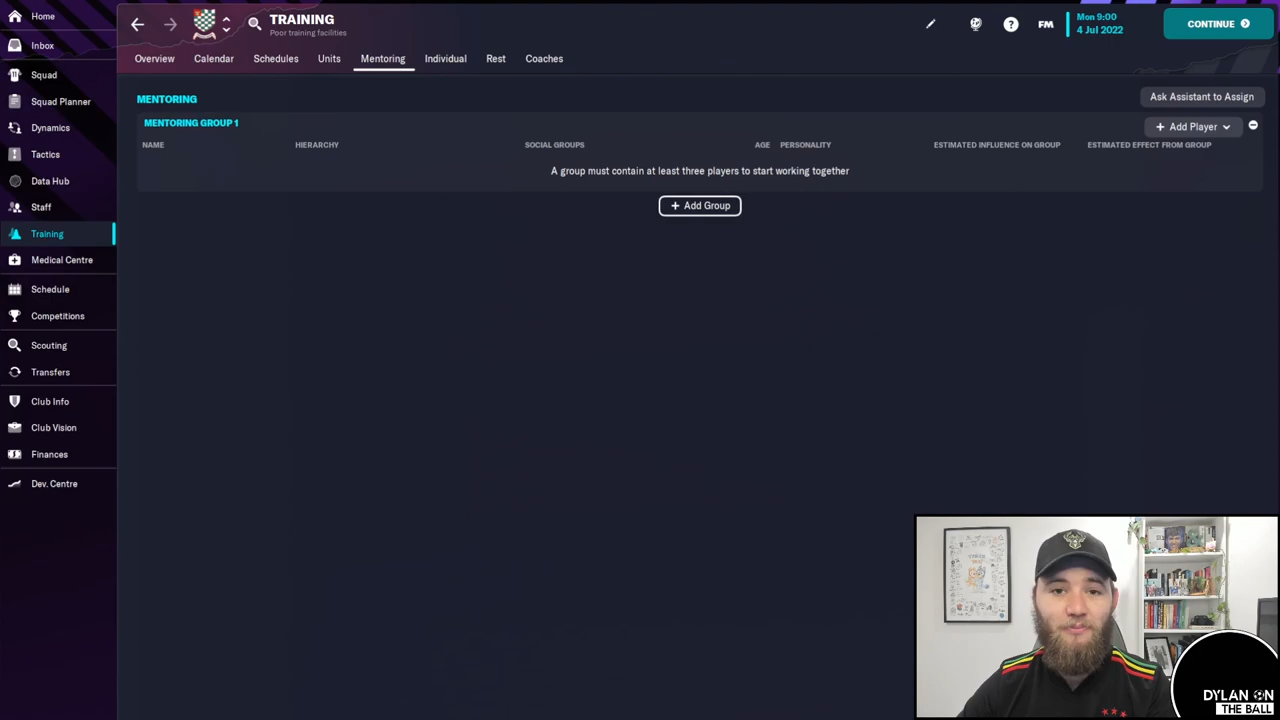 Home
Inbox
Squad
Squad Planner
Dynamics
Tactics
Data Hub
Staff
Training
Medical Centre
Schedule
Competitions
Scouting
Transfers
Club Info
Club Vision
Finances
Dev. Centre
TRAINING
Poor training facilities
FM
Mon 9:00
4 Jul 2022
CONTINUE
Overview
Calendar
Schedules
Units
Mentoring
Individual
Rest
Coaches
MENTORING
Ask Assistant to Assign
MENTORING GROUP 1
+ Add Player
NAME
HIERARCHY
SOCIAL GROUPS
AGE
PERSONALITY
ESTIMATED INFLUENCE ON GROUP
ESTIMATED EFFECT FROM GROUP
A group must contain at least three players to start working together
+ Add Group
DYLAN ON
THE BALL